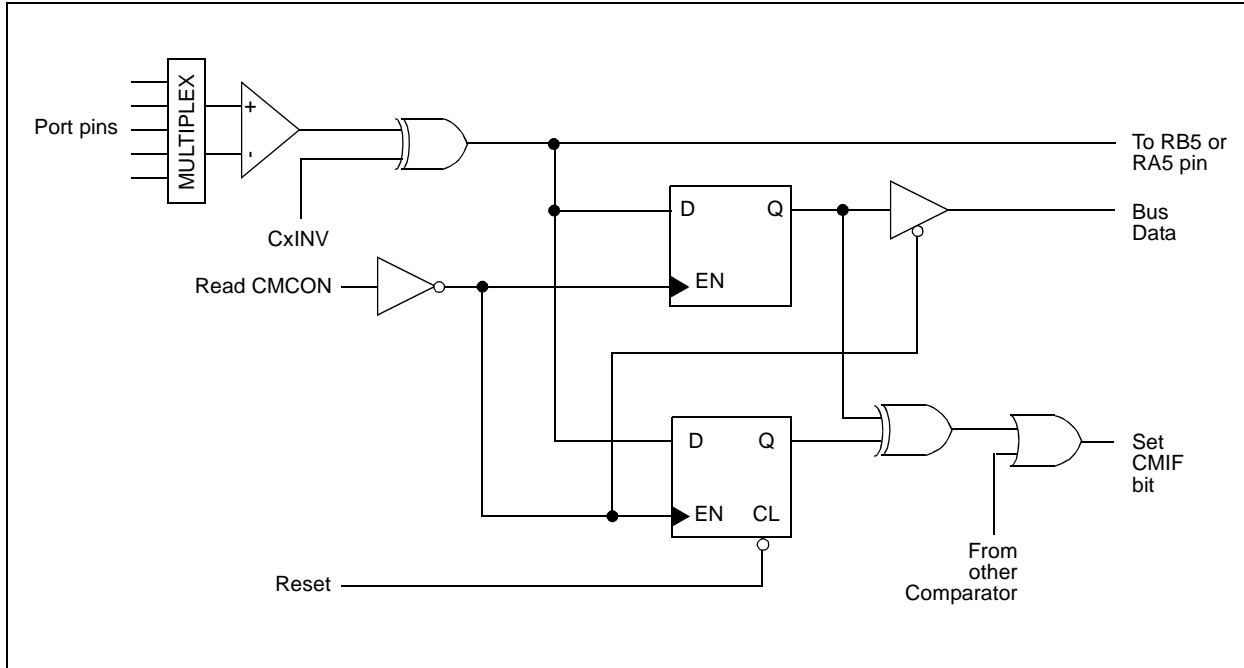 MULTIPLEX
+
-
Port pins
CxINV
To RB5 or
RA5 pin
D
Q
EN
Bus
Data
Read CMCON
D
Q
EN
CL
Set
CMIF
bit
From
other
Comparator
Reset